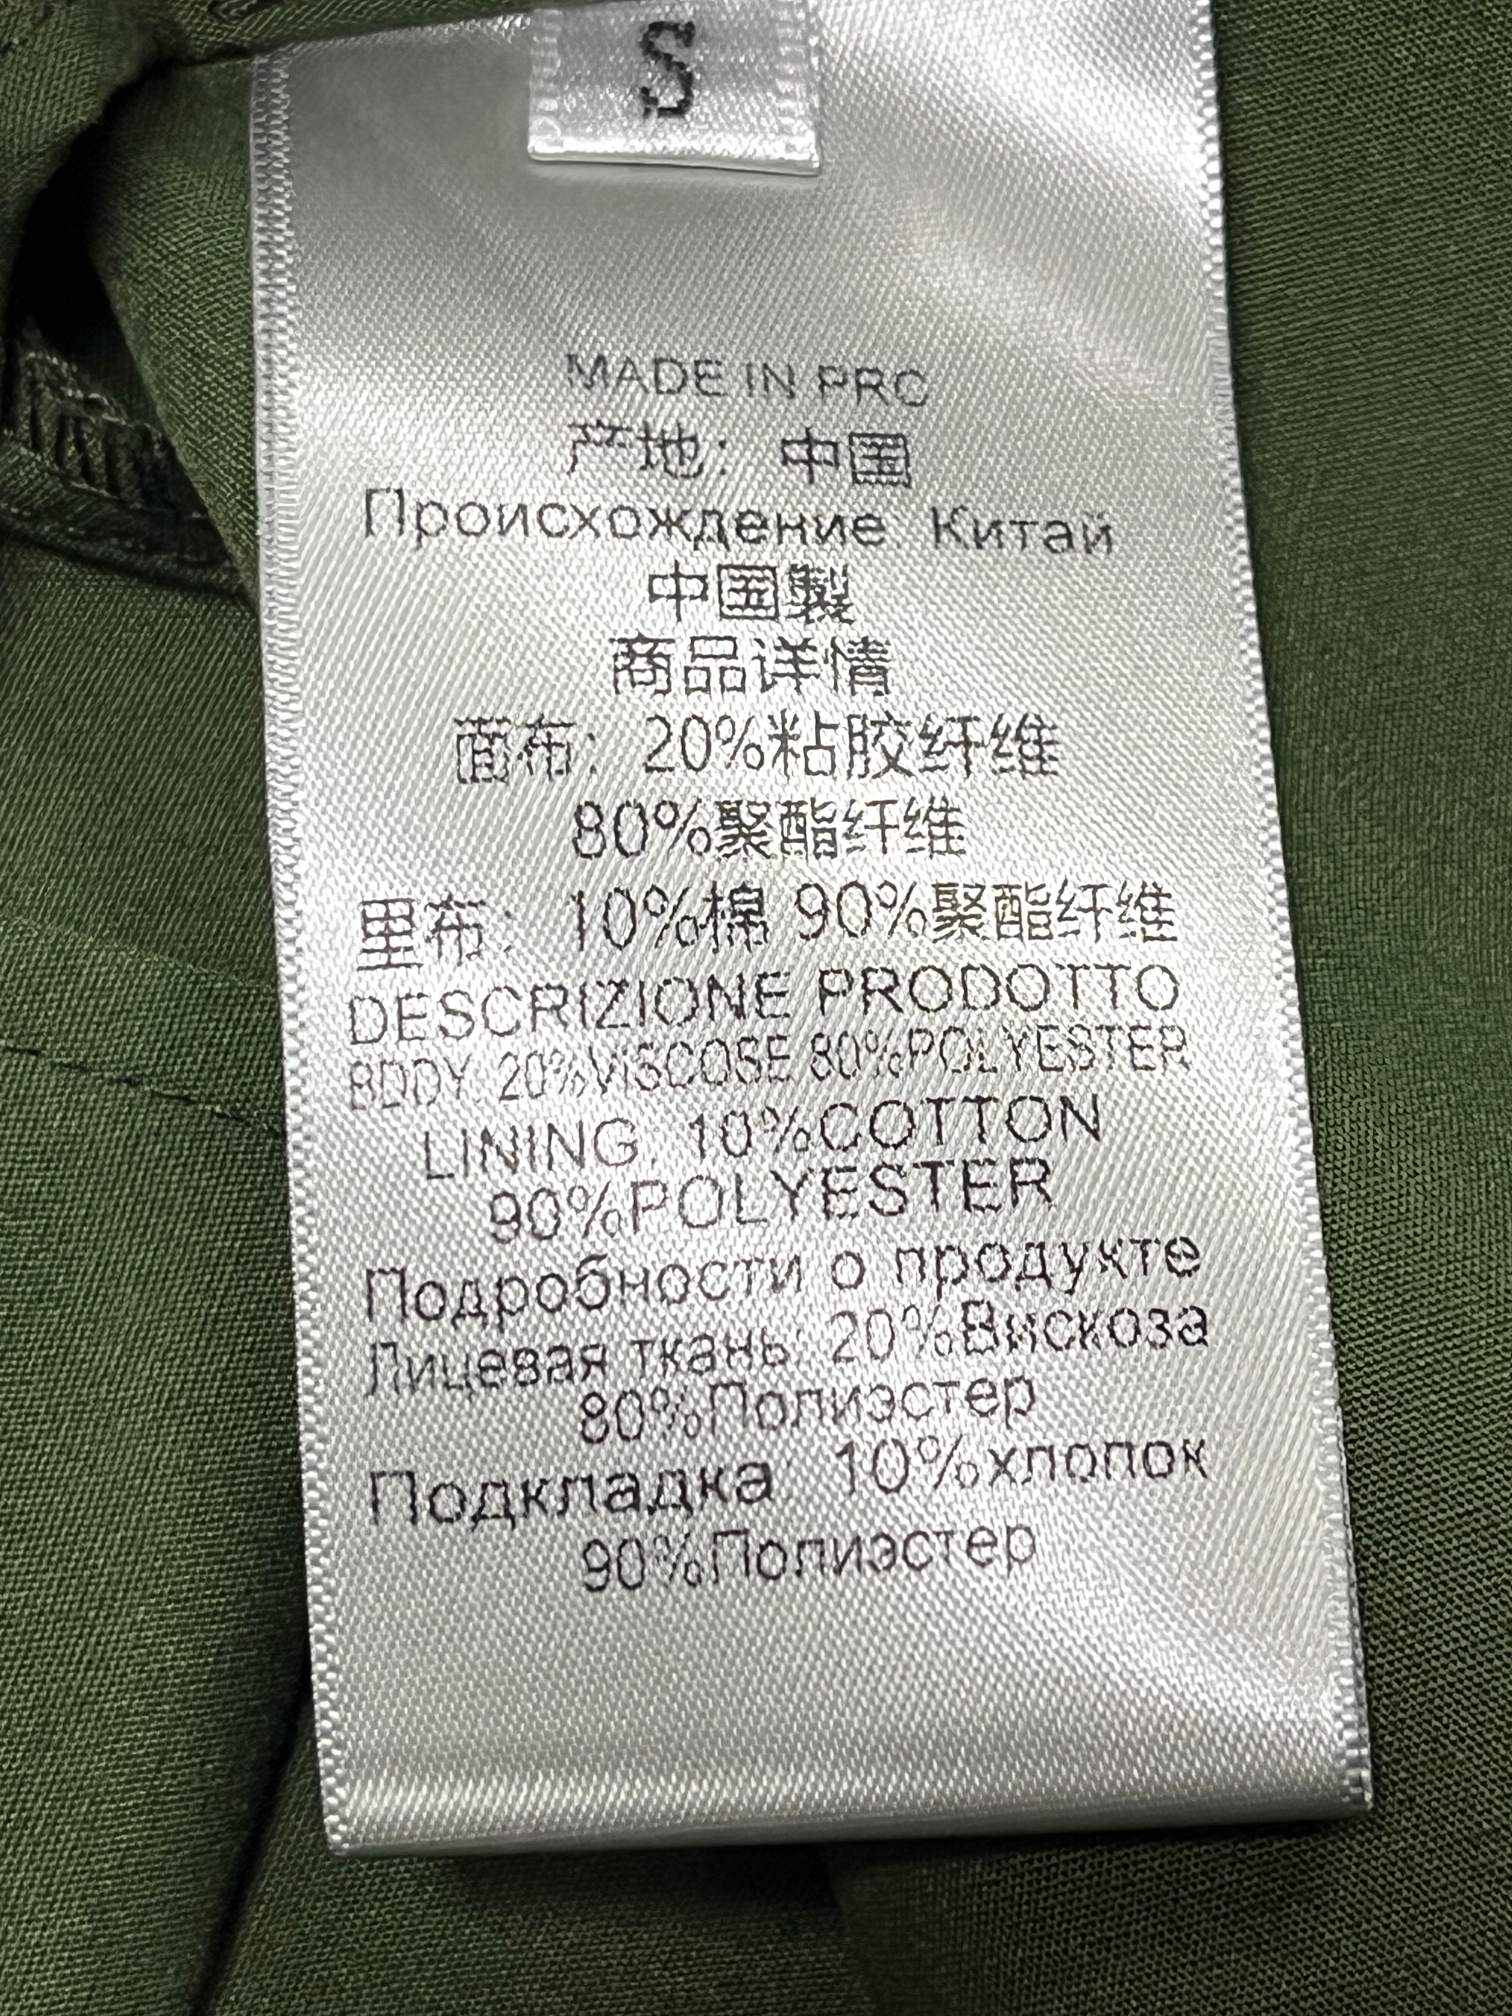 S
MADE IN PRC
产地: 中国
Происхождение: Китай
中国製
商品详情
面布: 20%粘胶纤维
80%聚酯纤维
里布: 10%棉 90%聚酯纤维
DESCRIZIONE PRODOTTO
BDDY: 20%ViSCOSE 80%POLYESTER
LINING: 10%COTTON
90%POLYESTER
Подробности о продукте
Лицевая ткань: 20%Вискоза
80%Полиэстер
Подкладка: 10%хлопок
90%Полиэстер